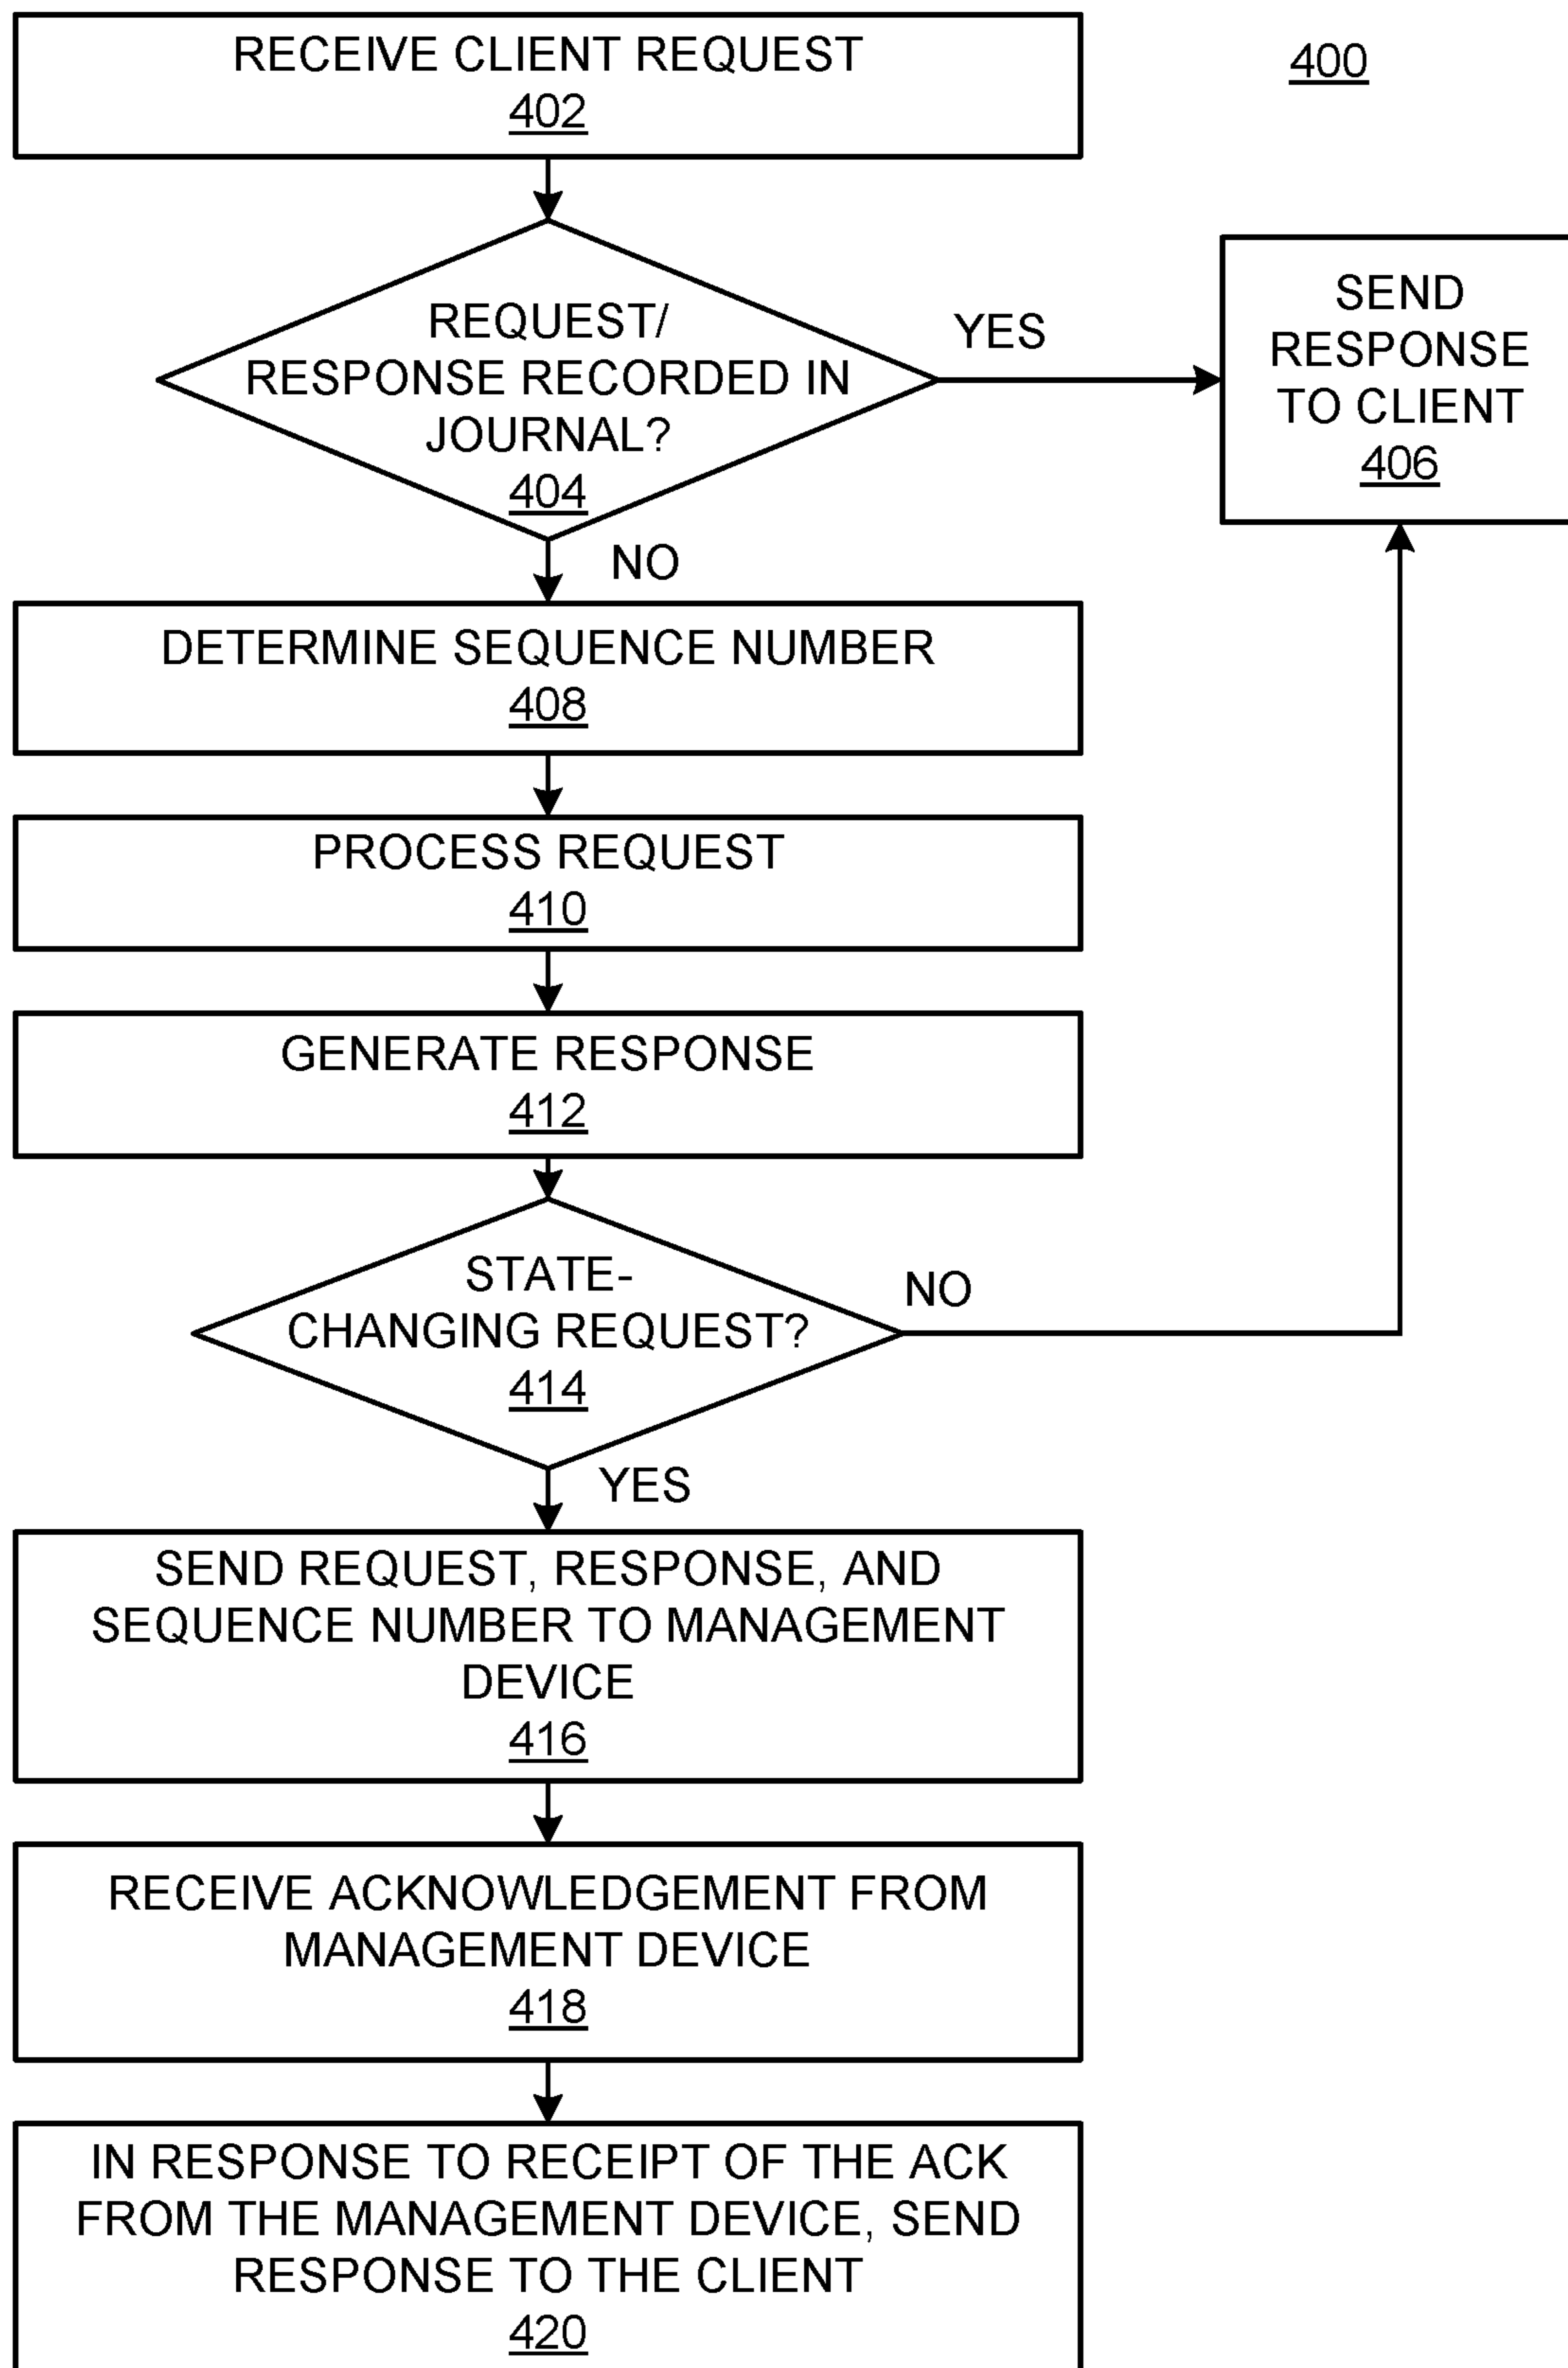 RECEIVE CLIENT REQUEST
402
400
REQUEST/
RESPONSE RECORDED IN
JOURNAL?
404
YES
SEND
RESPONSE
TO CLIENT
406
NO
DETERMINE SEQUENCE NUMBER
408
PROCESS REQUEST
410
GENERATE RESPONSE
412
STATE-
CHANGING REQUEST?
414
NO
YES
SEND REQUEST, RESPONSE, AND
SEQUENCE NUMBER TO MANAGEMENT
DEVICE
416
RECEIVE ACKNOWLEDGEMENT FROM
MANAGEMENT DEVICE
418
IN RESPONSE TO RECEIPT OF THE ACK
FROM THE MANAGEMENT DEVICE, SEND
RESPONSE TO THE CLIENT
420